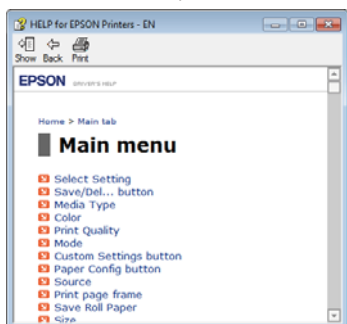 HELP for EPSON Printers - EN
Show Back Print
EPSON DRIVER'S HELP
Home > Main tab
Main menu
Select Setting
Save/Del... button
Media Type
Color
Print Quality
Mode
Custom Settings button
Paper Config button
Source
Print page frame
Save Roll Paper
Size